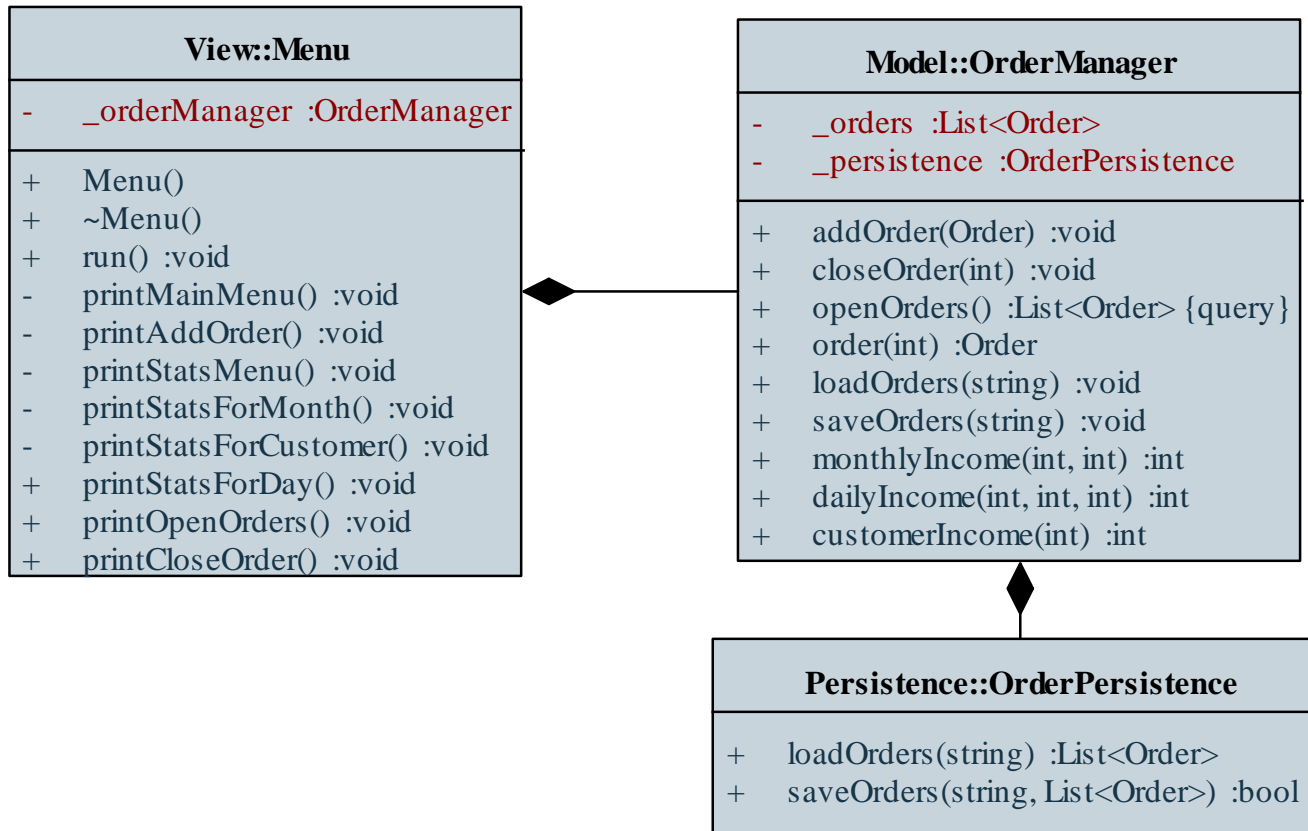 View::Menu
- _orderManager :OrderManager
+ Menu()
+ ~Menu()
+ run() :void
- printMainMenu() :void
- printAddOrder() :void
- printStatsMenu() :void
- printStatsForMonth() :void
- printStatsForCustomer() :void
+ printStatsForDay() :void
+ printOpenOrders() :void
+ printCloseOrder() :void
Model::OrderManager
- _orders :List<Order>
- _persistence :OrderPersistence
+ addOrder(Order) :void
+ closeOrder(int) :void
+ openOrders() :List<Order> {query}
+ order(int) :Order
+ loadOrders(string) :void
+ saveOrders(string) :void
+ monthlyIncome(int, int) :int
+ dailyIncome(int, int, int) :int
+ customerIncome(int) :int
Persistence::OrderPersistence
+ loadOrders(string) :List<Order>
+ saveOrders(string, List<Order>) :bool